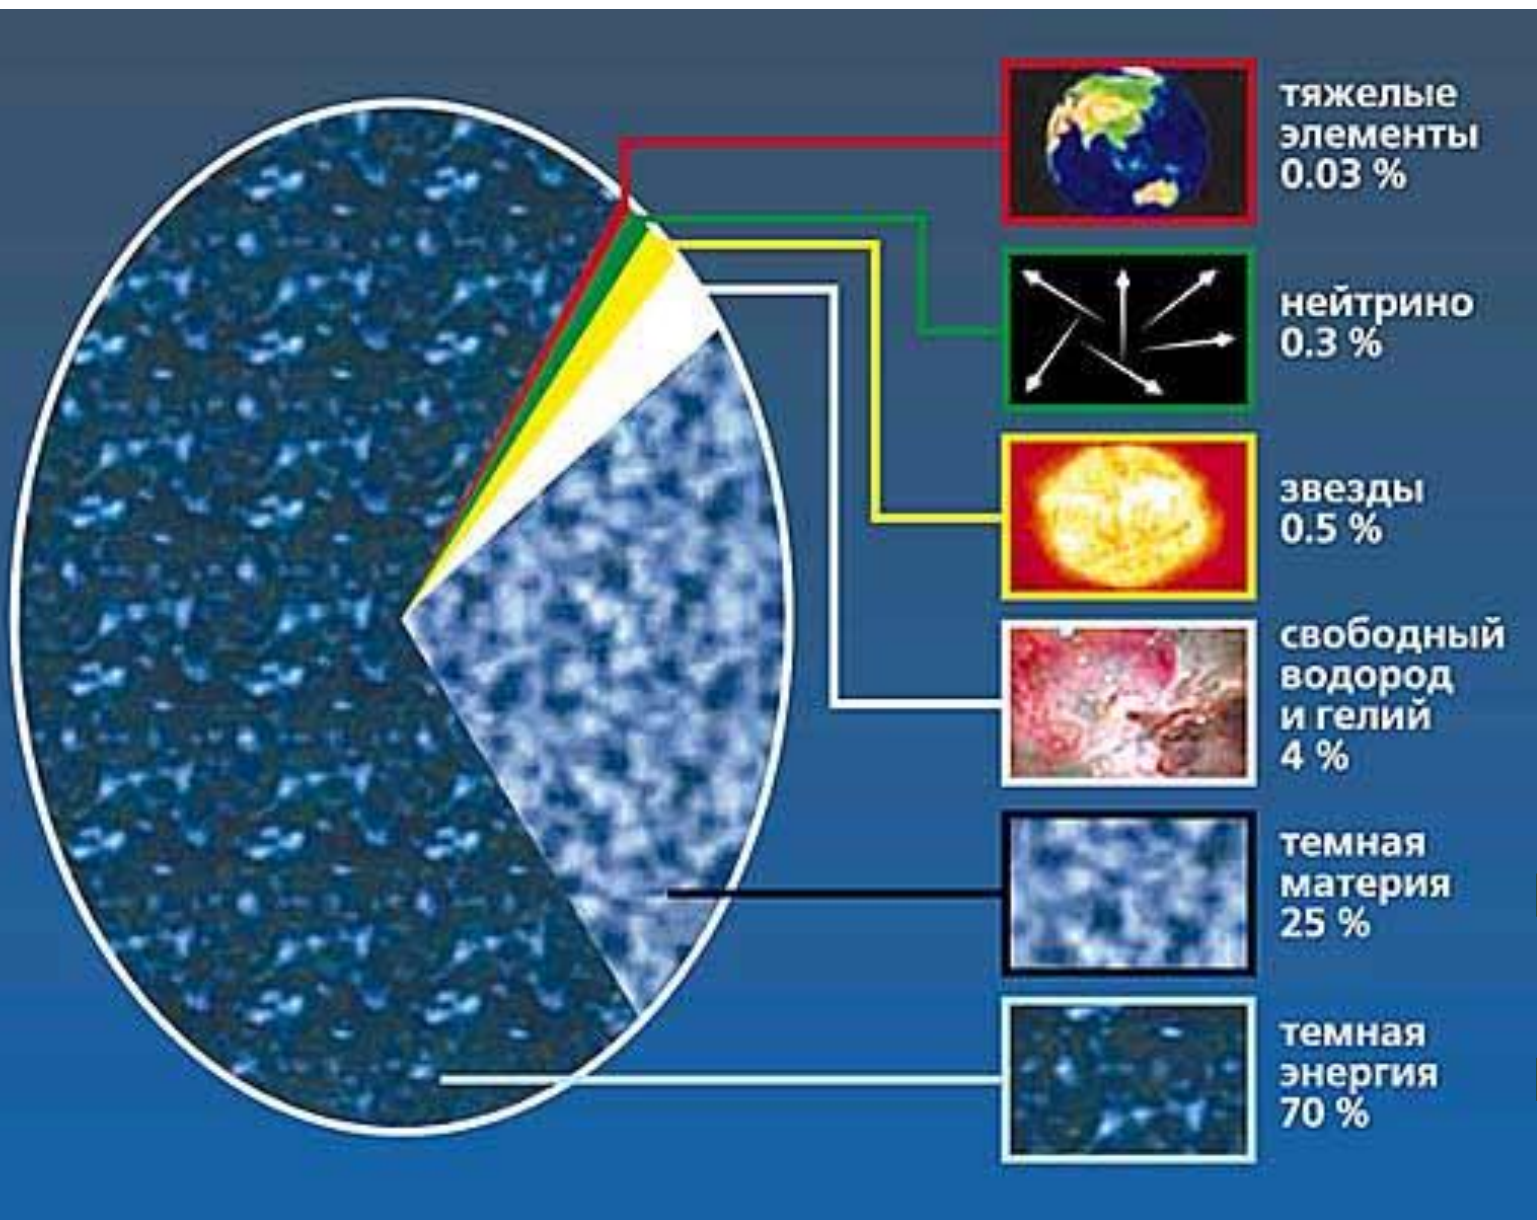 тяжелые
элементы
0.03 %
нейтрино
0.3 %
звезды
0.5 %
свободный
водород
и гелий
4 %
темная
материя
25 %
темная
энергия
70 %